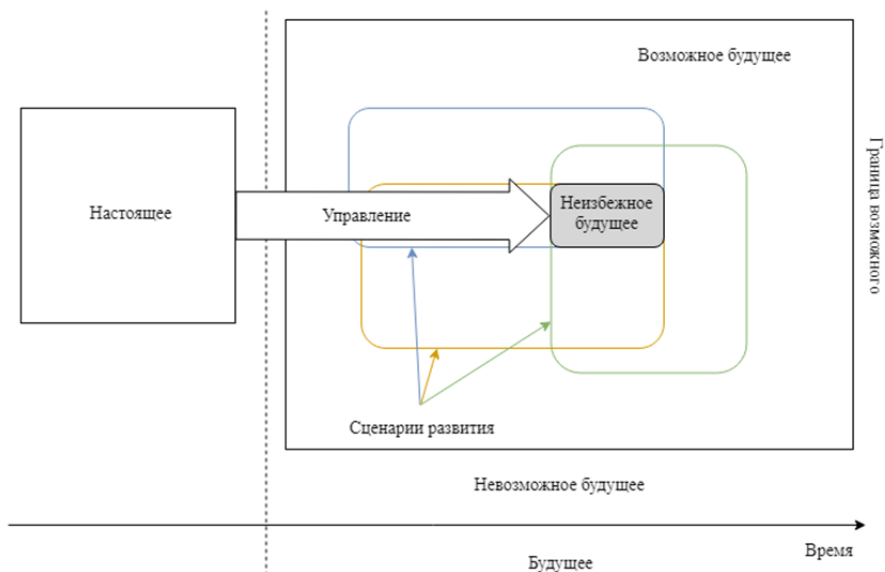 Возможное будущее
Граница возможного
Настоящее
Управление
Неизбежное
будущее
Сценарии развития
Невозможное будущее
Время
Будущее